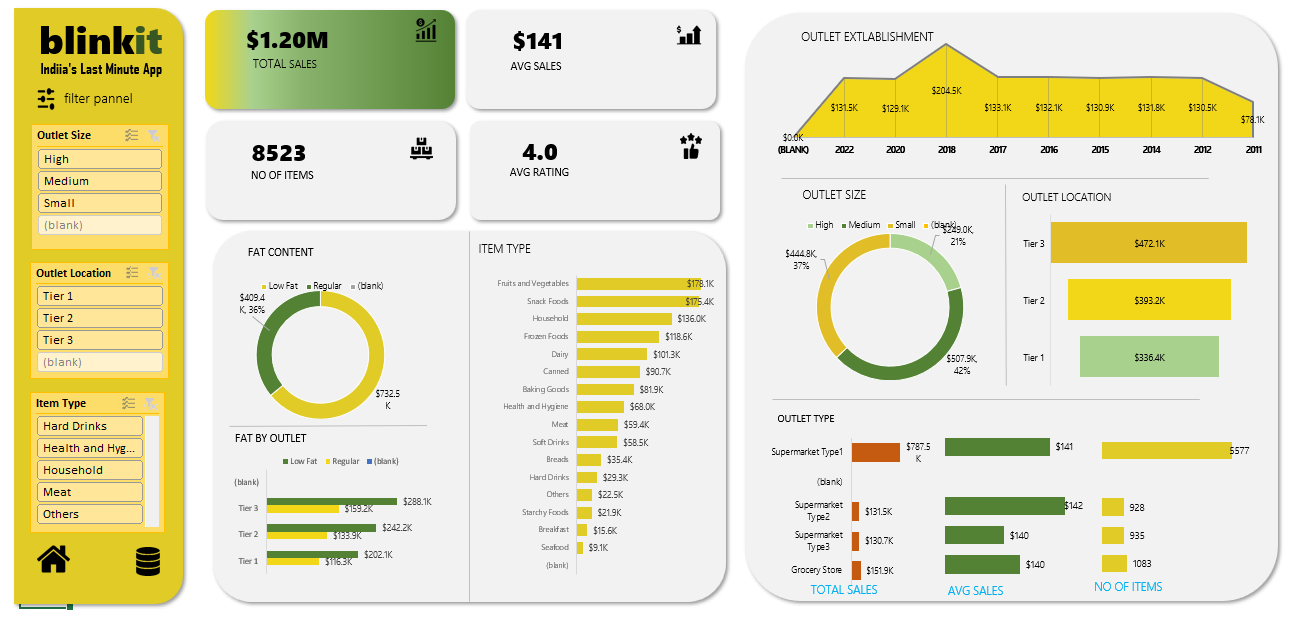 blinkit
Indiia's Last Minute App
filter pannel
Outlet Size
High
Medium
Small
(blank)
Outlet Location
Tier 1
Tier 2
Tier 3
(blank)
Item Type
Hard Drinks
Health and Hyg...
Household
Meat
Others
$1.20M
TOTAL SALES
$141
AVG SALES
8523
NO OF ITEMS
4.0
AVG RATING
FAT CONTENT
Low Fat Regular (blank)
$409.4
K, 36%
$732.5
K
FAT BY OUTLET
Low Fat Regular (blank)
(blank)
Tier 3 $288.1K
$159.2K
Tier 2 $242.2K
$133.9K
Tier 1 $202.1K
$116.3K
ITEM TYPE
Fruits and Vegetables $178.1K
Snack Foods $175.4K
Household $136.0K
Frozen Foods $118.6K
Dairy $101.3K
Canned $90.7K
Baking Goods $81.9K
Health and Hygiene $68.0K
Meat $59.4K
Soft Drinks $58.5K
Breads $35.4K
Hard Drinks $29.3K
Others $22.5K
Starchy Foods $21.9K
Breakfast $15.6K
Seafood $9.1K
(blank)
OUTLET EXTLABISHMENT
$0.0K $131.5K $129.1K $204.5K $133.1K $132.1K $130.9K $131.8K $130.5K $78.1K
(BLANK) 2022 2020 2018 2017 2016 2015 2014 2012 2011
OUTLET SIZE
High Medium Small (blank)
$249.0K,
21%
$444.8K,
37%
$507.9K,
42%
OUTLET LOCATION
Tier 3 $472.1K
Tier 2 $393.2K
Tier 1 $336.4K
OUTLET TYPE
Supermarket Type1 $787.5
K $141 5577
(blank)
Supermarket
Type2 $131.5K $142 928
Supermarket
Type3 $130.7K $140 935
Grocery Store $151.9K $140 1083
TOTAL SALES AVG SALES NO OF ITEMS